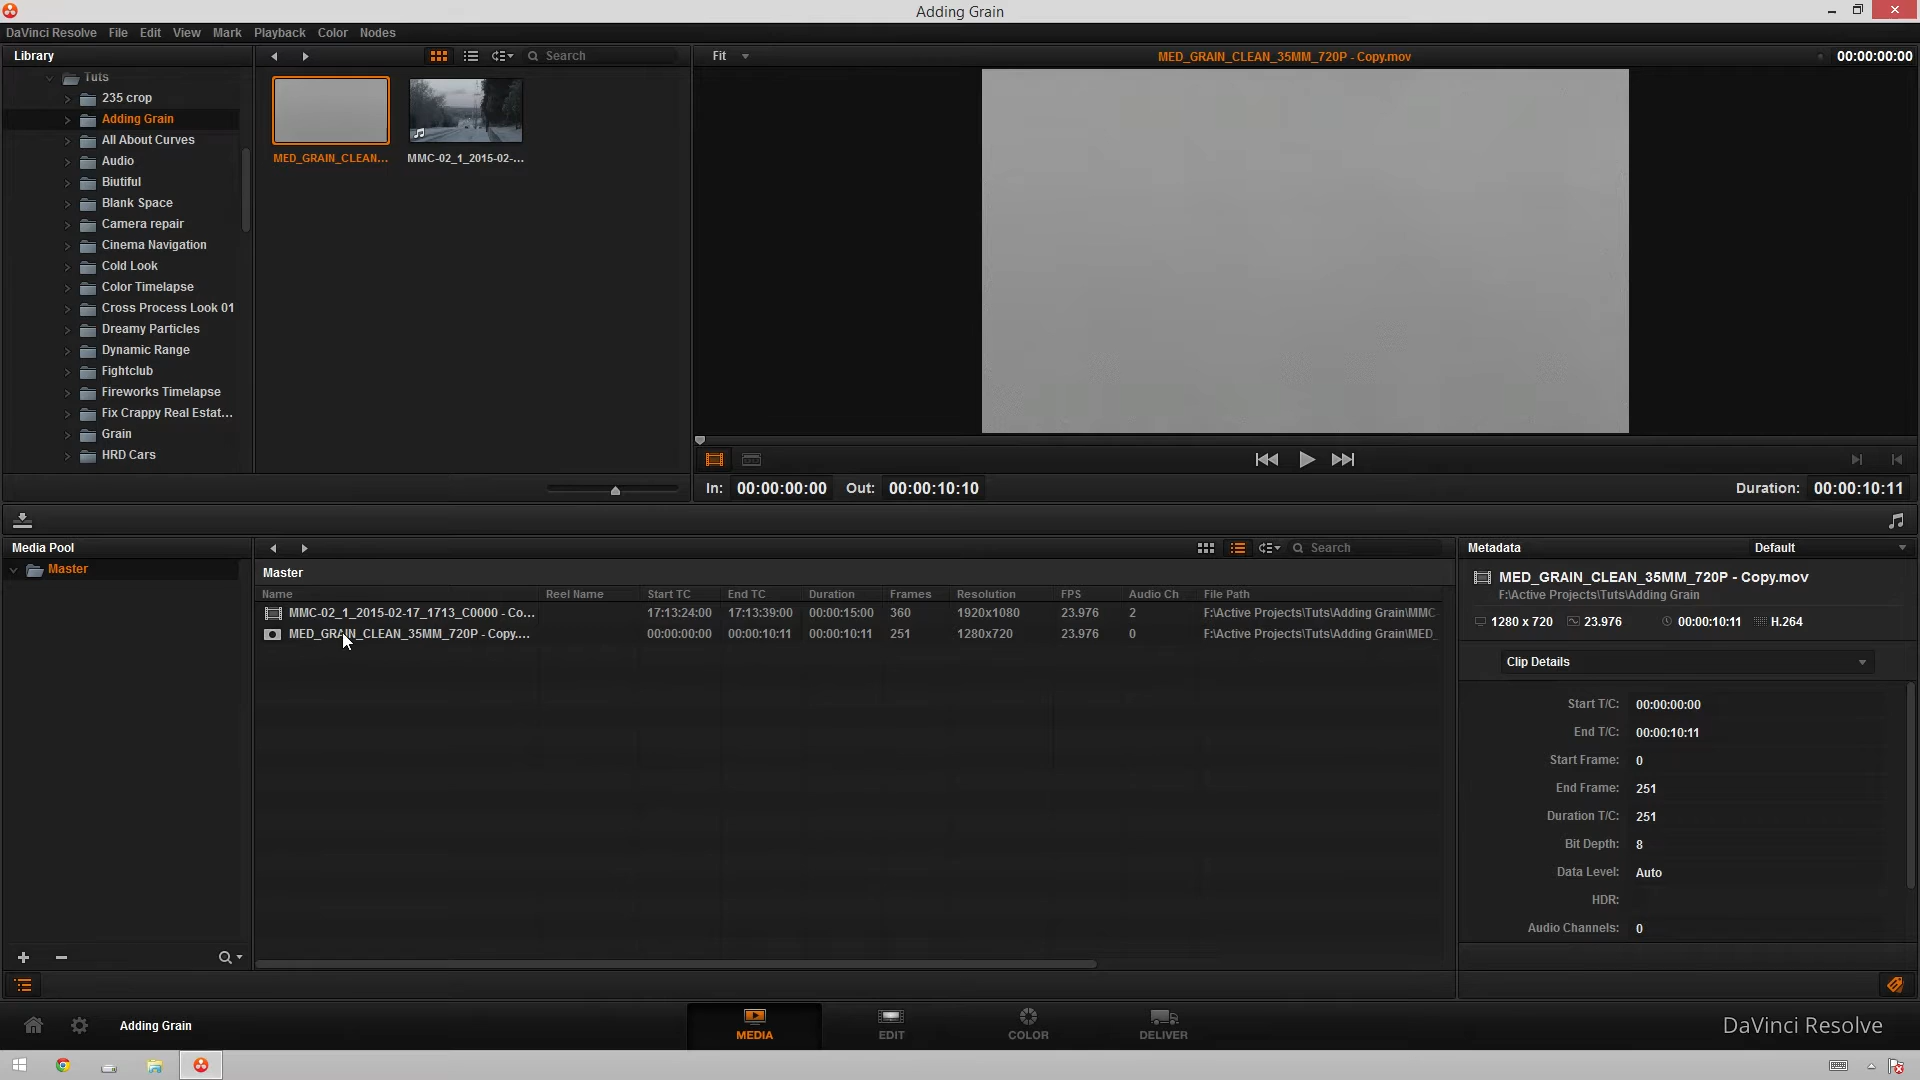 Adding Grain
DaVinci Resolve File Edit View Mark Playback Color Nodes
Library
Search
Fit
MED_GRAIN_CLEAN_35MM_720P - Copy.mov
00:00:00:00
Tuts
235 crop
Adding Grain
All About Curves
Audio
Biutiful
Blank Space
Camera repair
Cinema Navigation
Cold Look
Color Timelapse
Cross Process Look 01
Dreamy Particles
Dynamic Range
Fightclub
Fireworks Timelapse
Fix Crappy Real Estat...
Grain
HRD Cars
MED_GRAIN_CLEAN...
MMC-02_1_2015-02-...
In: 00:00:00:00 Out: 00:00:10:10
Duration: 00:00:10:11
Media Pool
Master
Search
Master
Name Reel Name Start TC End TC Duration Frames Resolution FPS Audio Ch File Path
MMC-02_1_2015-02-17_1713_C0000 - Co... 17:13:24:00 17:13:39:00 00:00:15:00 360 1920x1080 23.976 2 F:\Active Projects\Tuts\Adding Grain\MMC-
MED_GRAIN_CLEAN_35MM_720P - Copy.... 00:00:00:00 00:00:10:11 00:00:10:11 251 1280x720 23.976 0 F:\Active Projects\Tuts\Adding Grain\MED_
Metadata
Default
MED_GRAIN_CLEAN_35MM_720P - Copy.mov
F:\Active Projects\Tuts\Adding Grain
1280 x 720 23.976 00:00:10:11 H.264
Clip Details
Start T/C: 00:00:00:00
End T/C: 00:00:10:11
Start Frame: 0
End Frame: 251
Duration T/C: 251
Bit Depth: 8
Data Level: Auto
HDR:
Audio Channels: 0
Adding Grain
MEDIA
EDIT
COLOR
DELIVER
DaVinci Resolve